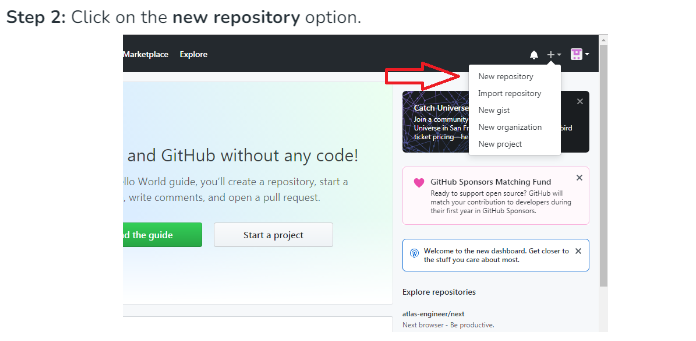 Step 2: Click on the new repository option.
Marketplace Explore
New repository
Import repository
New gist
New organization
New project
Catch Universe
Join a community
Universe in San Fr
bird
ticket pricing—he
and GitHub without any code!
llo World guide, you'll create a repository, start a
, write comments, and open a pull request.
d the guide
Start a project
GitHub Sponsors Matching Fund
Ready to support open source? GitHub will
match your contribution to developers during
their first year in GitHub Sponsors.
Welcome to the new dashboard. Get closer to
the stuff you care about most.
Explore repositories
atlas-engineer/next
Next browser - Be productive.